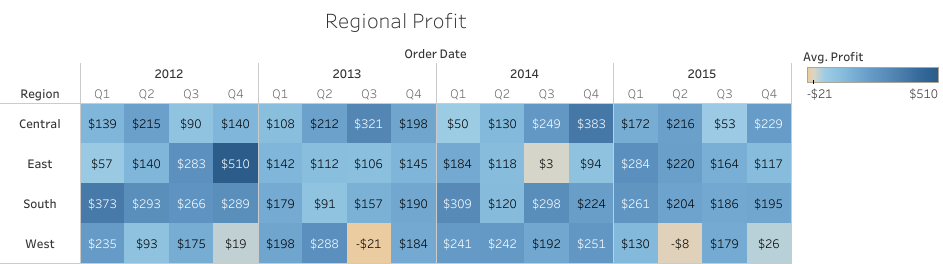 Regional Profit
Order Date
Avg. Profit
-$21 $510
2012 2013 2014 2015
Region Q1 Q2 Q3 Q4 Q1 Q2 Q3 Q4 Q1 Q2 Q3 Q4 Q1 Q2 Q3 Q4
Central $139 $215 $90 $140 $108 $212 $321 $198 $50 $130 $249 $383 $172 $216 $53 $229
East $57 $140 $283 $510 $142 $112 $106 $145 $184 $118 $3 $94 $284 $220 $164 $117
South $373 $293 $266 $289 $179 $91 $157 $190 $309 $120 $298 $224 $261 $204 $186 $195
West $235 $93 $175 $19 $198 $288 -$21 $184 $241 $242 $192 $251 $130 -$8 $179 $26